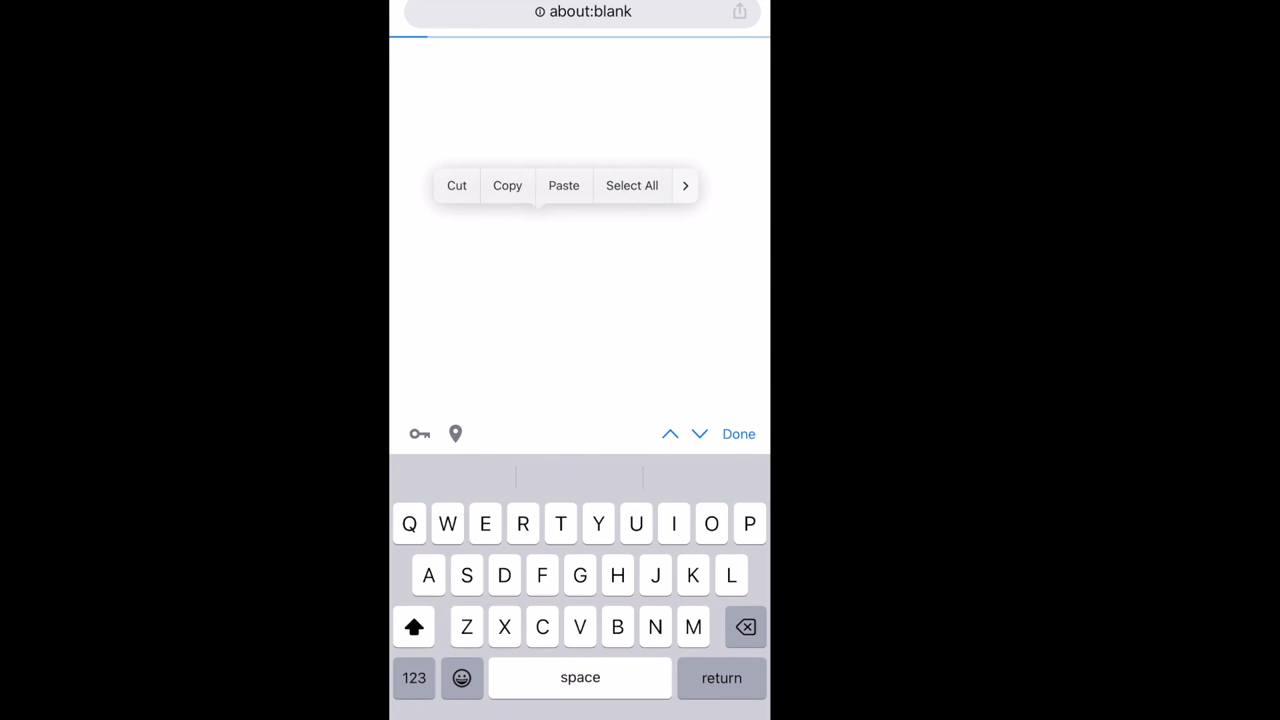 about:blank
Cut Copy Paste Select All
Done
Q W E R T Y U I O P
A S D F G H J K L
Z X C V B N M
123 space return